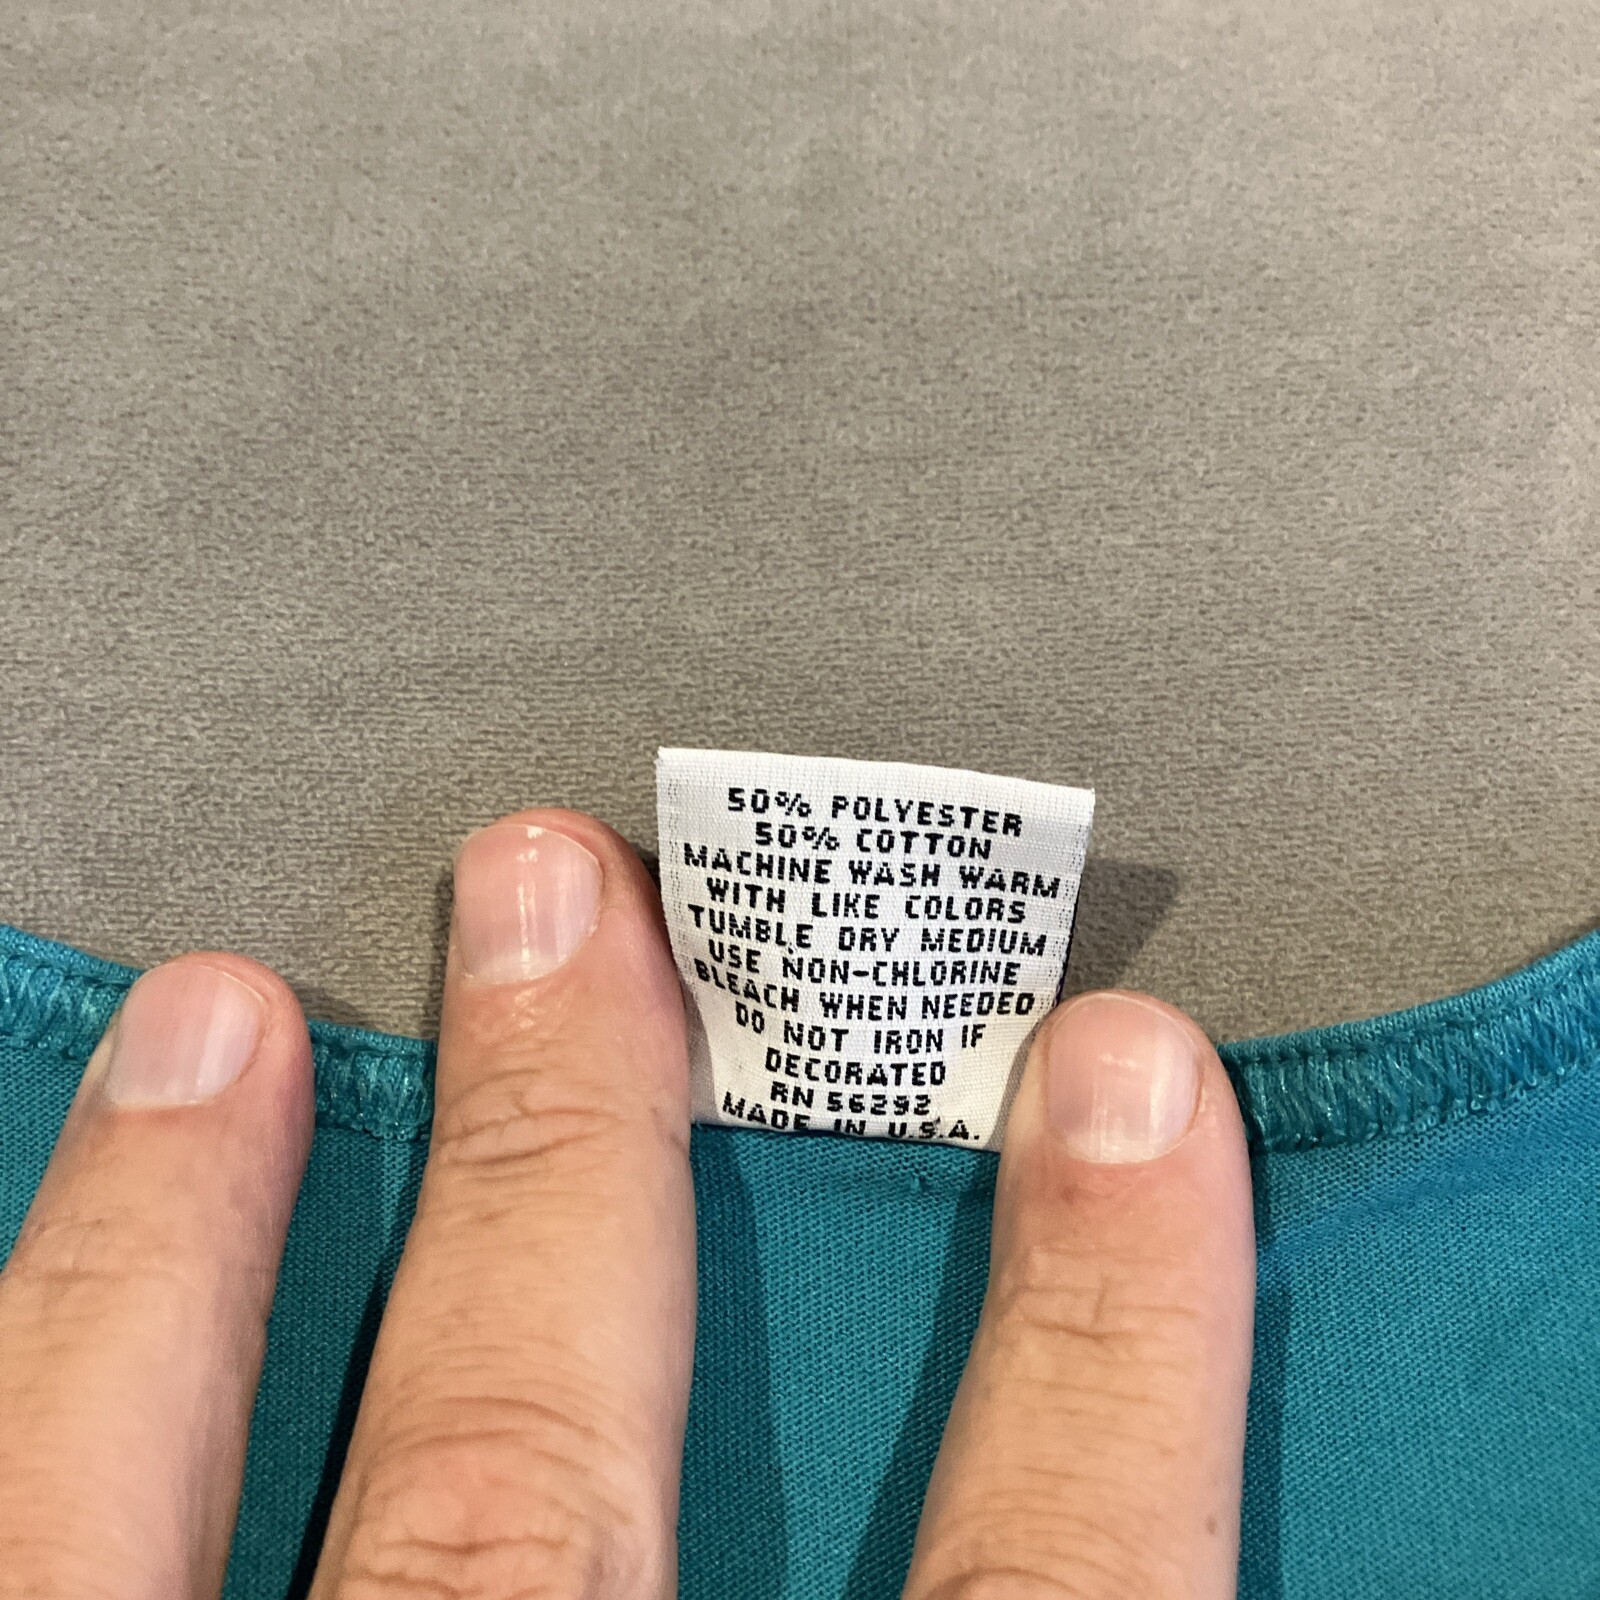 50% POLYESTER
50% COTTON
MACHINE WASH WARM
WITH LIKE COLORS
TUMBLE DRY MEDIUM
USE NON-CHLORINE
BLEACH WHEN NEEDED
DO NOT IRON IF
DECORATED
RN 56292
MADE IN U.S.A.